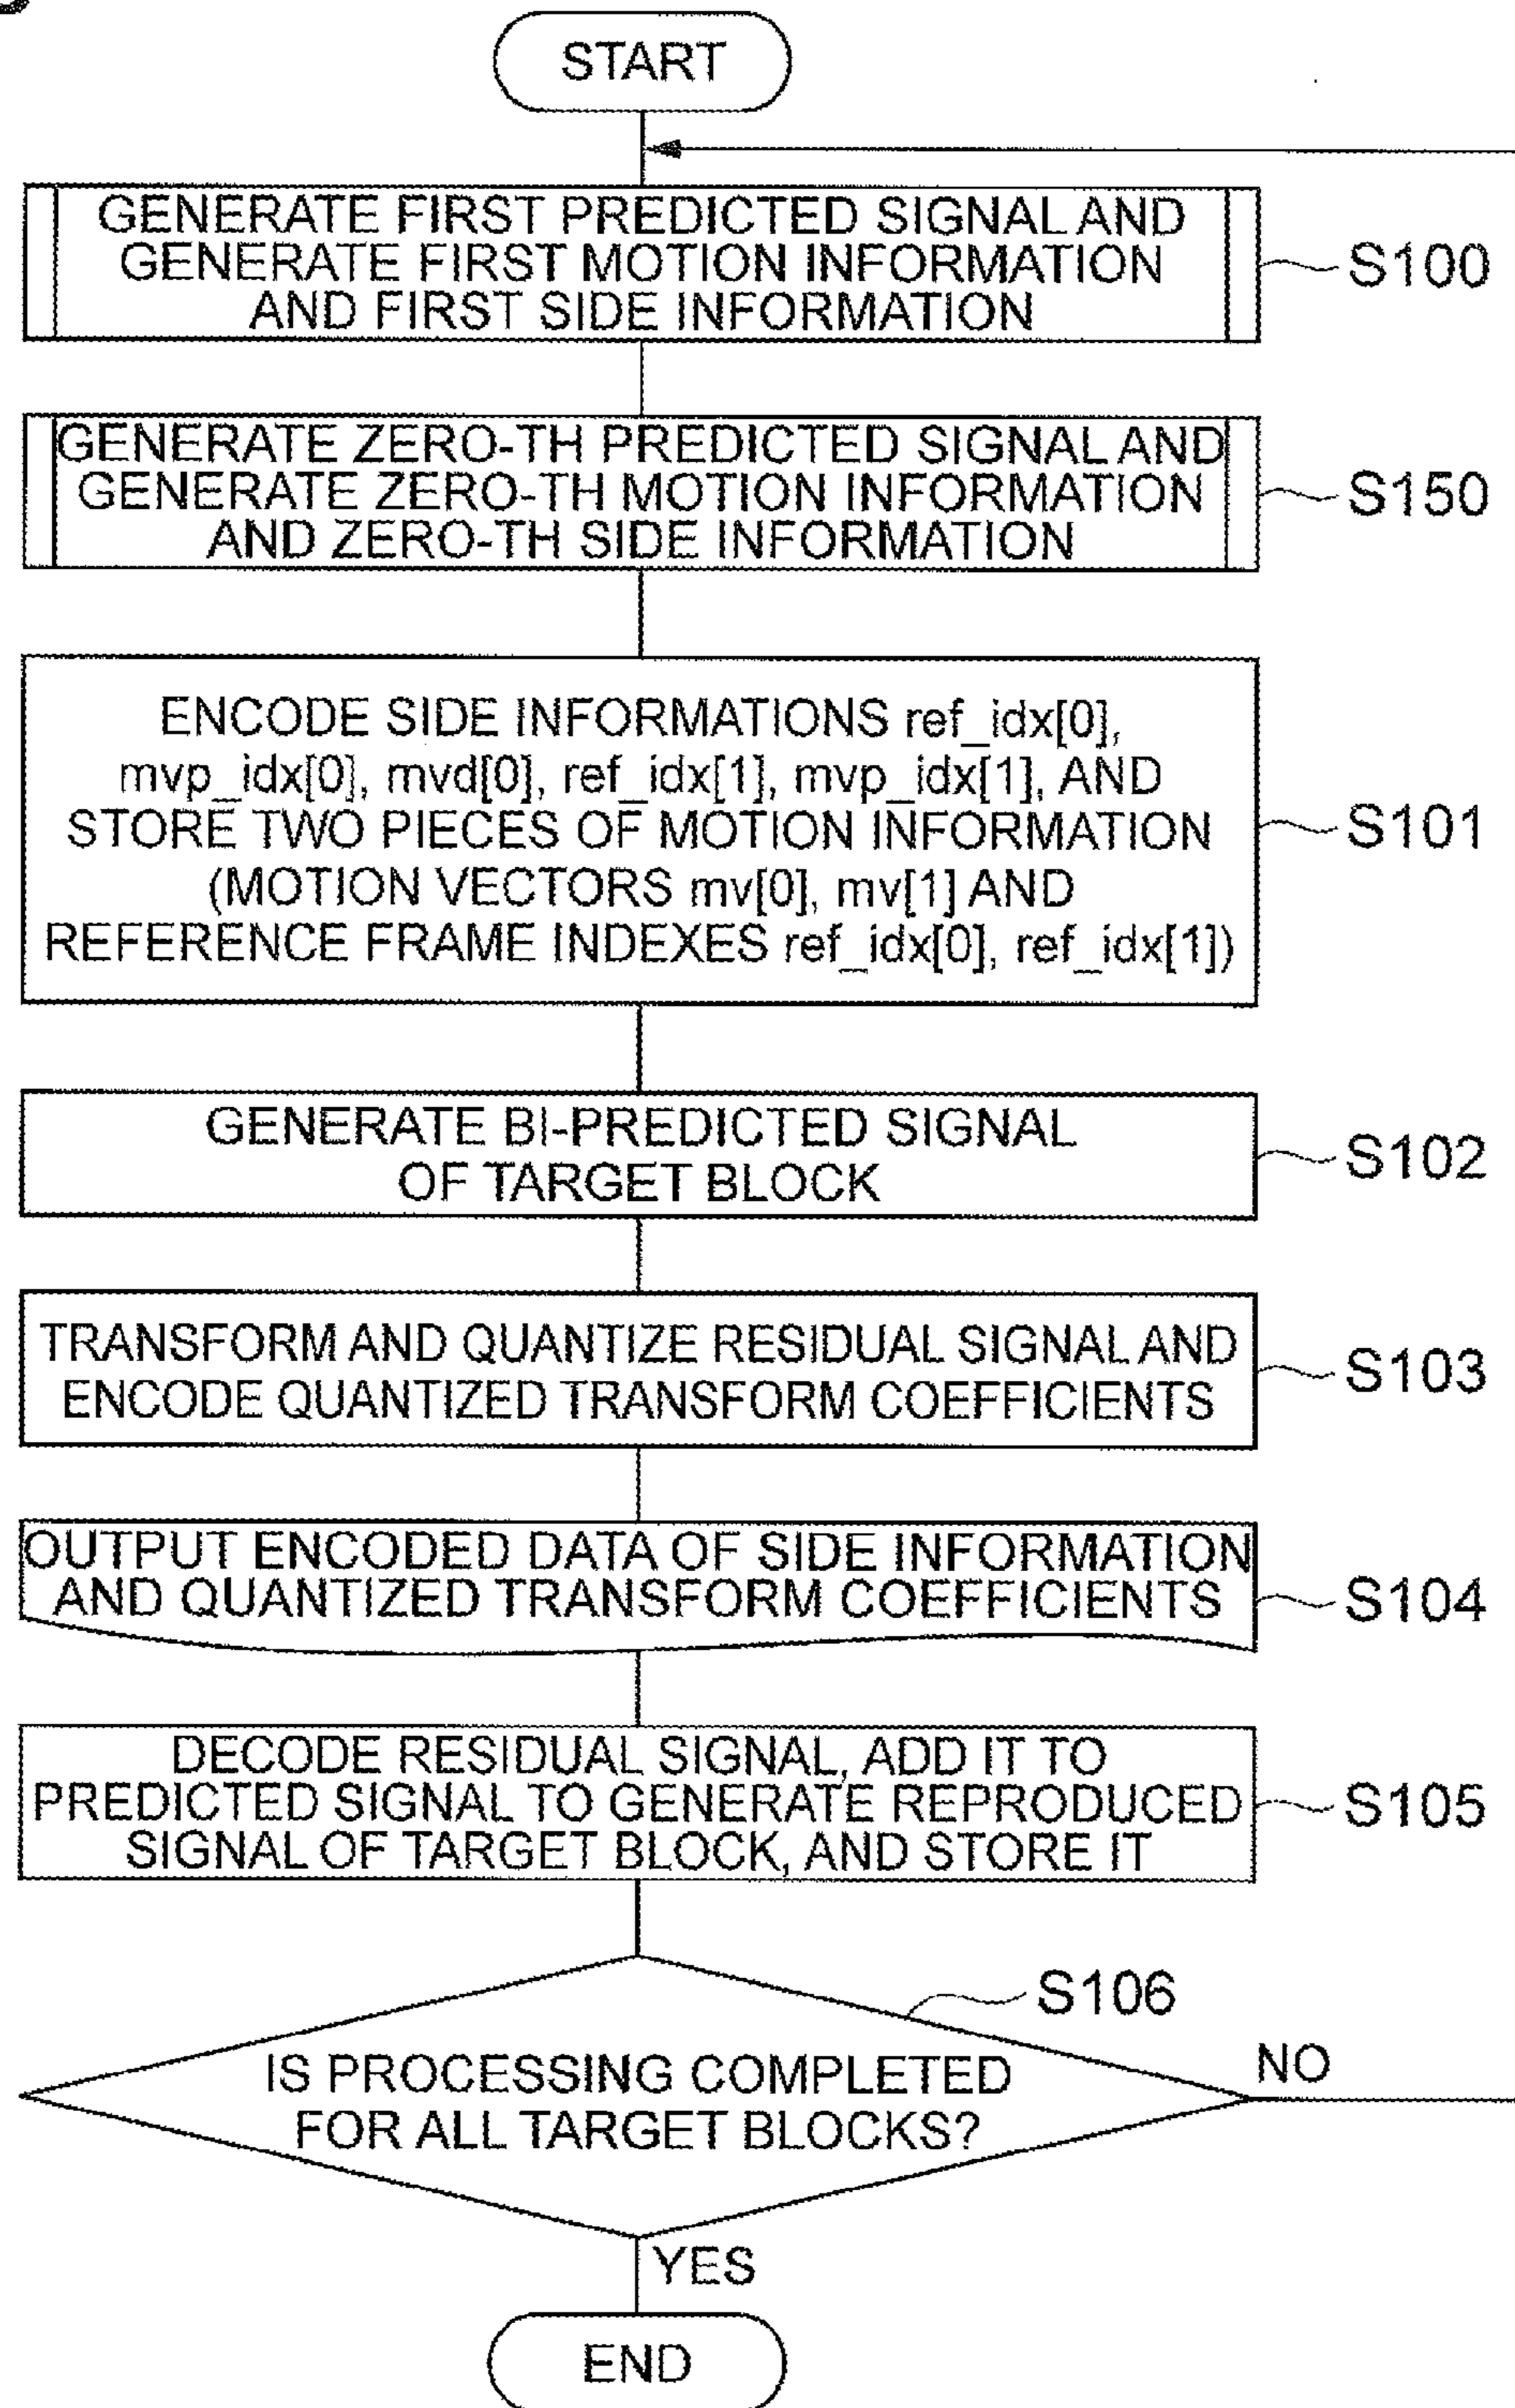 START
GENERATE FIRST PREDICTED SIGNAL AND
GENERATE FIRST MOTION INFORMATION
AND FIRST SIDE INFORMATION
S100
GENERATE ZERO-TH PREDICTED SIGNAL AND
GENERATE ZERO-TH MOTION INFORMATION
AND ZERO-TH SIDE INFORMATION
S150
ENCODE SIDE INFORMATIONS ref_idx[0],
mvp_idx[0], mvd[0], ref_idx[1], mvp_idx[1], AND
STORE TWO PIECES OF MOTION INFORMATION
(MOTION VECTORS mv[0], mv[1] AND
REFERENCE FRAME INDEXES ref_idx[0], ref_idx[1])
S101
GENERATE BI-PREDICTED SIGNAL
OF TARGET BLOCK
S102
TRANSFORM AND QUANTIZE RESIDUAL SIGNAL AND
ENCODE QUANTIZED TRANSFORM COEFFICIENTS
S103
OUTPUT ENCODED DATA OF SIDE INFORMATION
AND QUANTIZED TRANSFORM COEFFICIENTS
S104
DECODE RESIDUAL SIGNAL, ADD IT TO
PREDICTED SIGNAL TO GENERATE REPRODUCED
SIGNAL OF TARGET BLOCK, AND STORE IT
S105
S106
IS PROCESSING COMPLETED
FOR ALL TARGET BLOCKS?
NO
YES
END